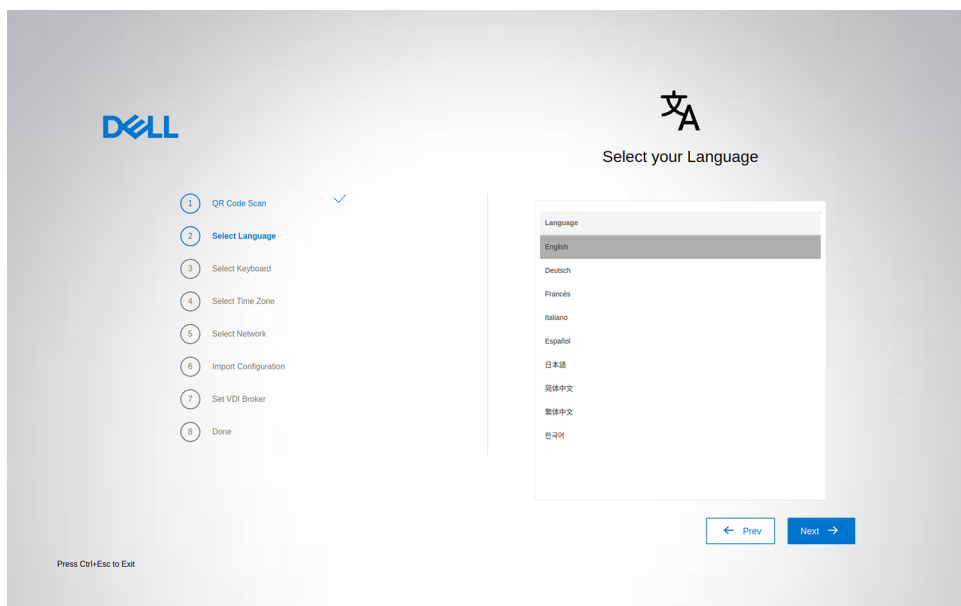 DELL
Select your Language
1 QR Code Scan
2 Select Language
3 Select Keyboard
4 Select Time Zone
5 Select Network
6 Import Configuration
7 Set VDI Broker
8 Done
Language
English
Deutsch
Francés
Italiano
Español
日本語
简体中文
繁体中文
한국어
Prev
Next
Press Ctrl+Esc to Exit